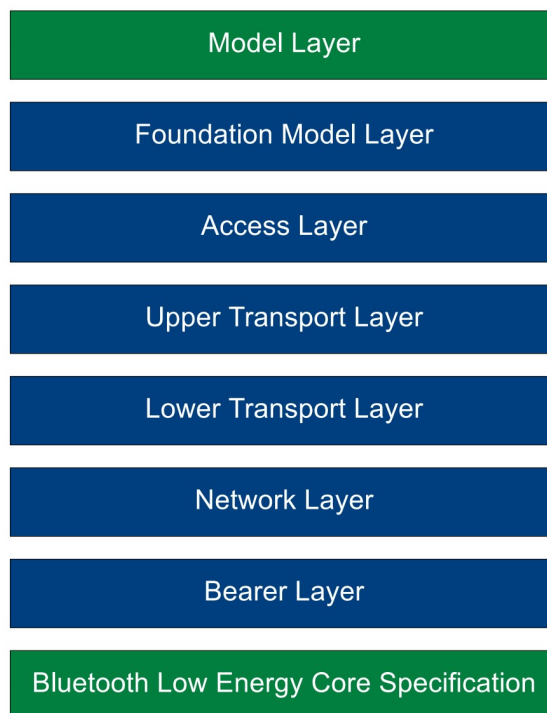 Model Layer
Foundation Model Layer
Access Layer
Upper Transport Layer
Lower Transport Layer
Network Layer
Bearer Layer
Bluetooth Low Energy Core Specification